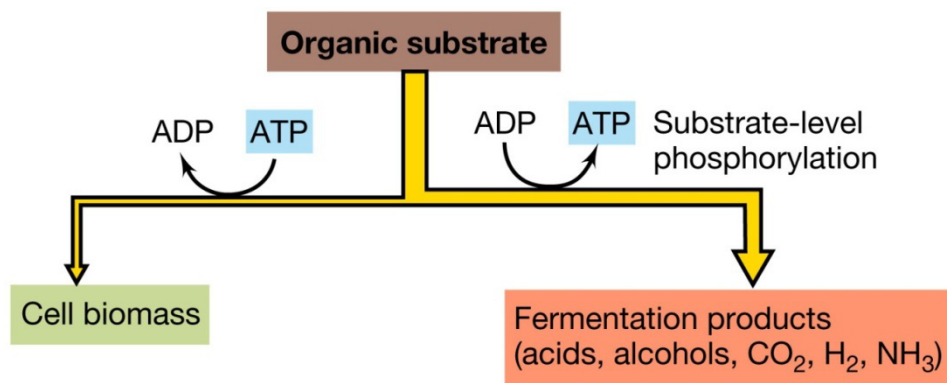 Organic substrate
ADP ATP
ADP ATP
Substrate-level
phosphorylation
Cell biomass
Fermentation products
(acids, alcohols, CO₂, H₂, NH₃)